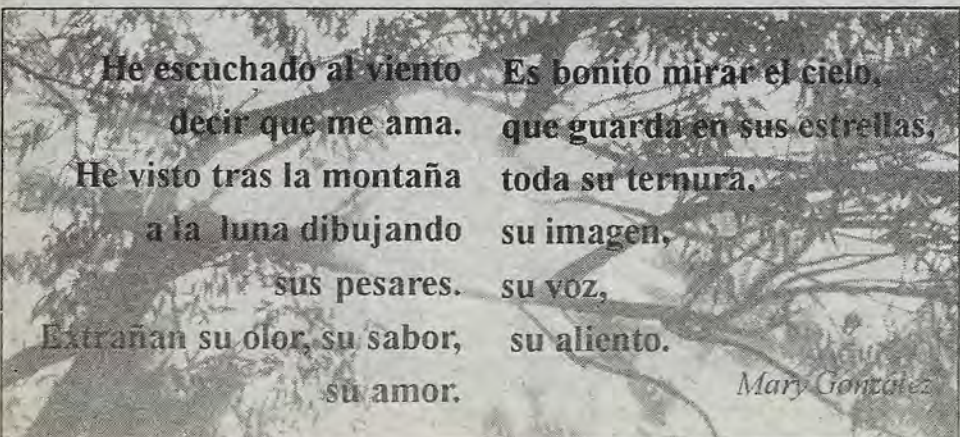 He escuchado al viento
decir que me ama.
He visto tras la montaña
a la luna dibujando
sus pesares.
Extrañan su olor, su sabor,
su amor.
Es bonito mirar el cielo,
que guarda en sus estrellas,
toda su ternura,
su imagen,
su voz,
su aliento.
Mary González